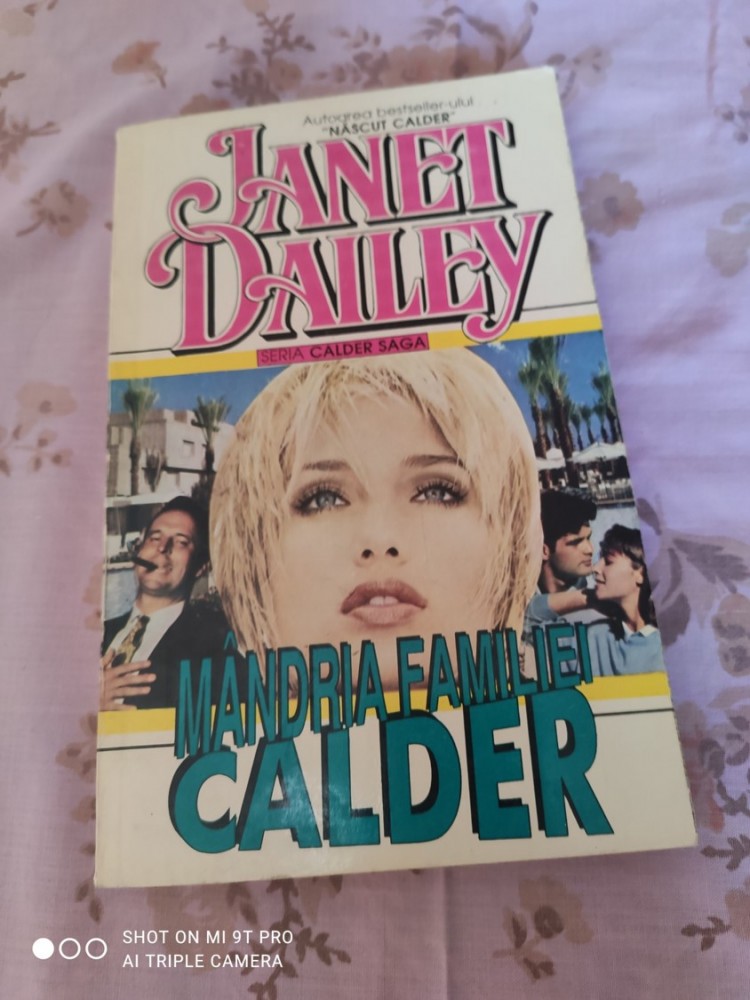 Autoarea bestseller-ului
"NĂSCUT CALDER"
JANET
DAILEY
SERIA CALDER SAGA
MÂNDRIA FAMILIEI
CALDER
SHOT ON MI 9T PRO
AI TRIPLE CAMERA